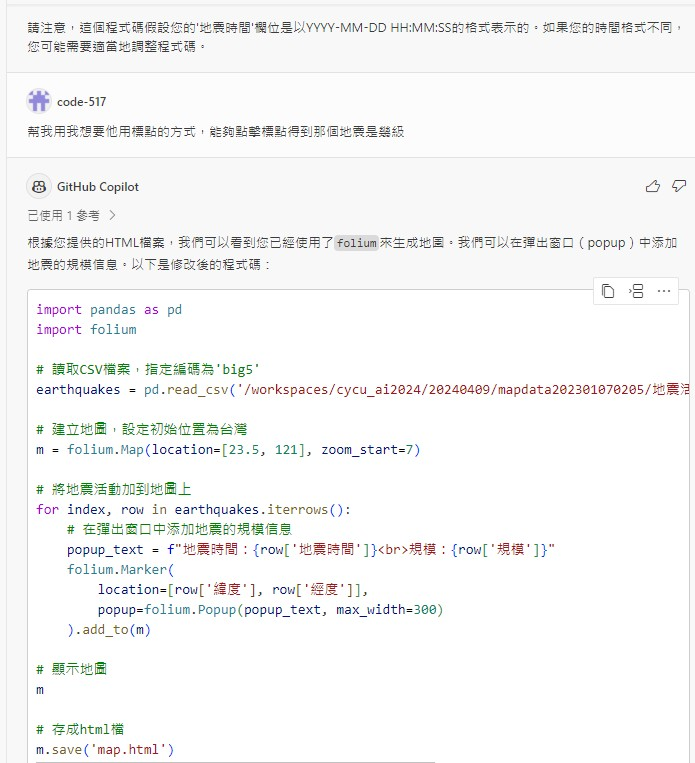 請注意，這個程式碼假設您的'地震時間'欄位是以YYYY-MM-DD HH:MM:SS的格式表示的。如果您的時間格式不同，
您可能需要適當地調整程式碼。
code-517
幫我用我想要他用標點的方式，能夠點擊標點得到那個地震是幾級
GitHub Copilot
已使用 1 參考
根據您提供的HTML檔案，我們可以看到您已經使用了folium來生成地圖。我們可以在彈出窗口（popup）中添加
地震的規模信息。以下是修改後的程式碼：
import pandas as pd
import folium
# 讀取CSV檔案，指定編碼為'big5'
earthquakes = pd.read_csv('/workspaces/cycu_ai2024/20240409/mapdata202301070205/地震活
# 建立地圖，設定初始位置為台灣
m = folium.Map(location=[23.5, 121], zoom_start=7)
# 將地震活動加到地圖上
for index, row in earthquakes.iterrows():
    # 在彈出窗口中添加地震的規模信息
    popup_text = f"地震時間：{row['地震時間']}<br>規模：{row['規模']}"
    folium.Marker(
        location=[row['緯度'], row['經度']],
        popup=folium.Popup(popup_text, max_width=300)
    ).add_to(m)
# 顯示地圖
m
# 存成html檔
m.save('map.html')